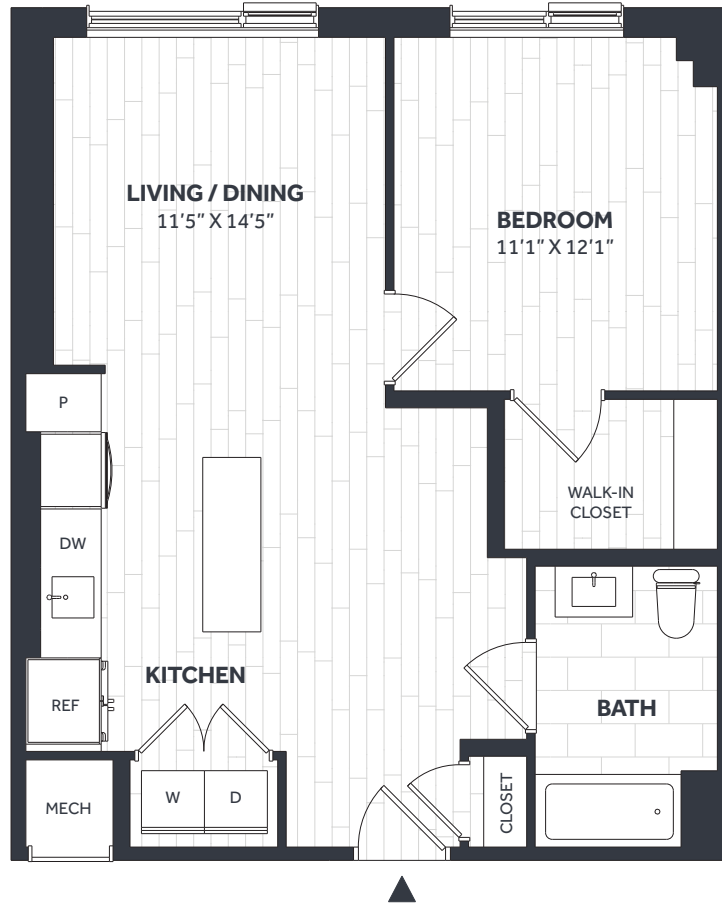 LIVING / DINING
11'5" X 14'5"
BEDROOM
11'1" X 12'1"
P
WALK-IN
CLOSET
DW
KITCHEN
REF
BATH
W
D
MECH
CLOSET